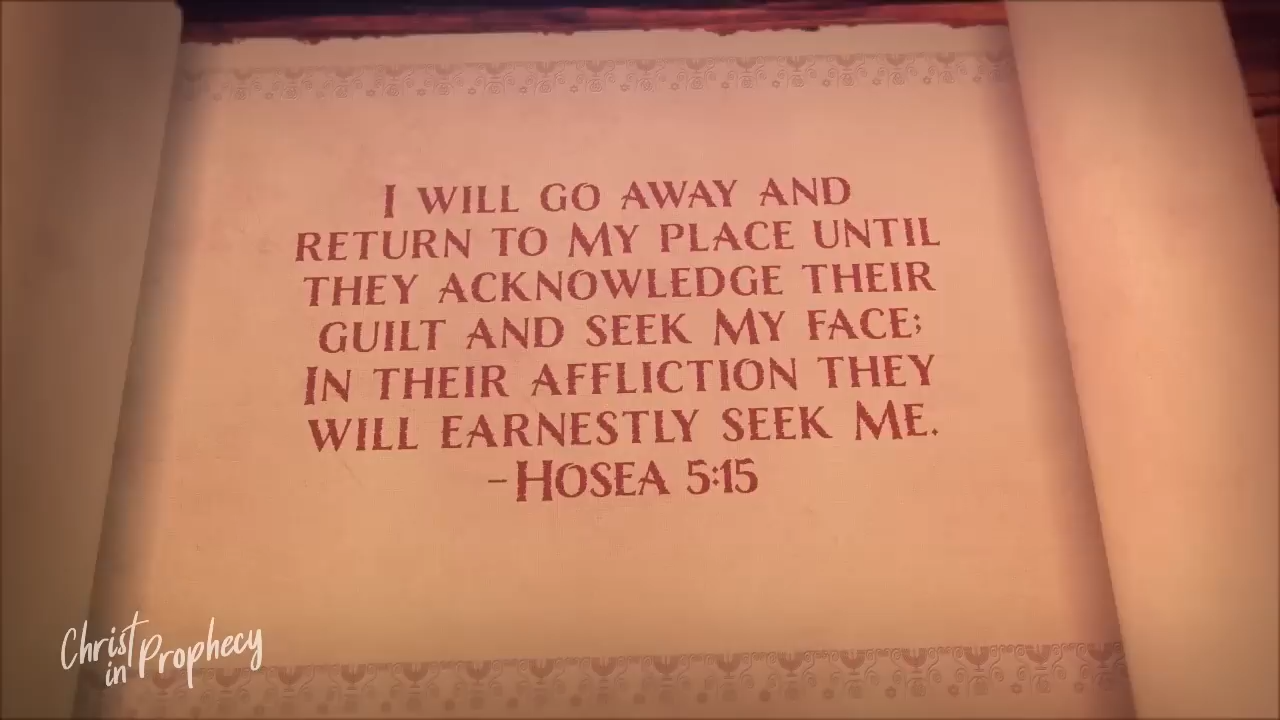 I WILL GO AWAY AND
RETURN TO MY PLACE UNTIL
THEY ACKNOWLEDGE THEIR
GUILT AND SEEK MY FACE;
IN THEIR AFFLICTION THEY
WILL EARNESTLY SEEK ME.
-HOSEA 5:15
Christ
in Prophecy